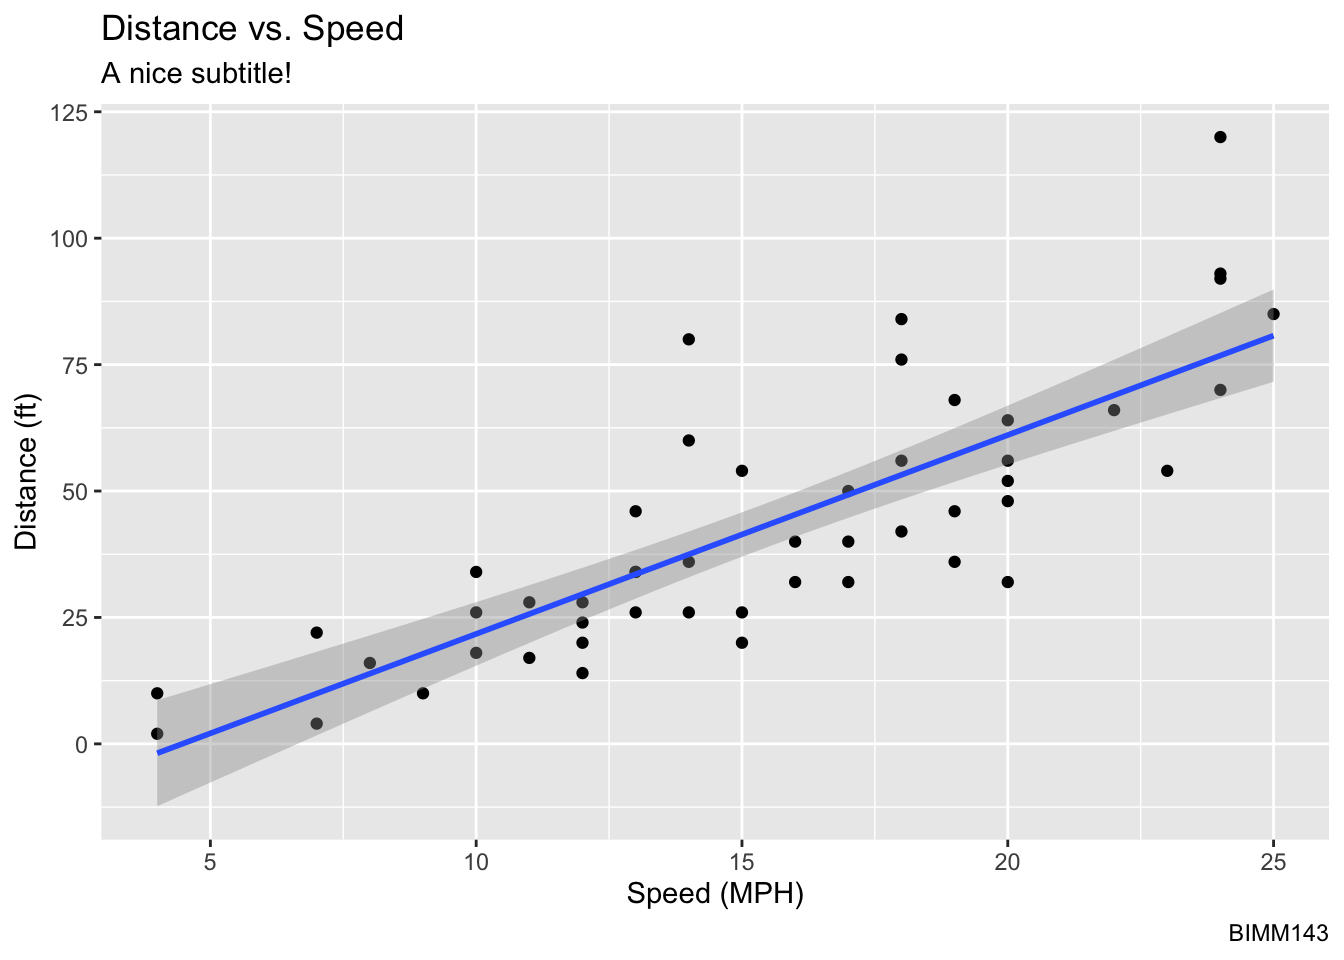 Distance vs. Speed
A nice subtitle!
125
100
75
50
25
0
Distance (ft)
5 10 15 20 25
Speed (MPH)
BIMM143